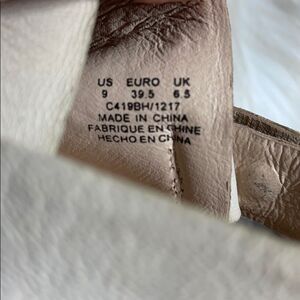 US EURO UK
9 39.5 6.5
C419BH/1217
MADE IN CHINA
FABRIQUE EN CHINE
HECHO EN CHINA